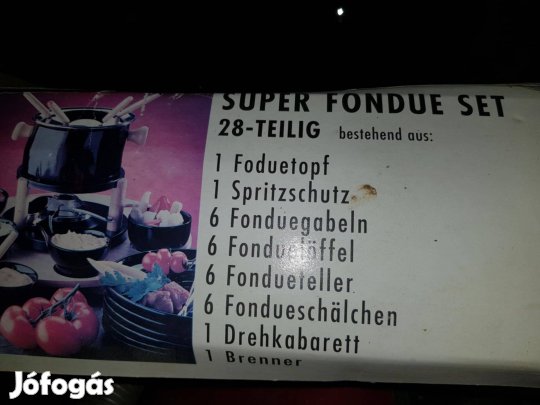 SUPER FONDUE SET
28-TEILIG bestehend aus:
1 Foduetopf
1 Spritzschutz
6 Fonduegabeln
6 Fonduelöffel
6 Fondueteller
6 Fondueschälchen
1 Drehkabarett
1 Brenner
Jófogás